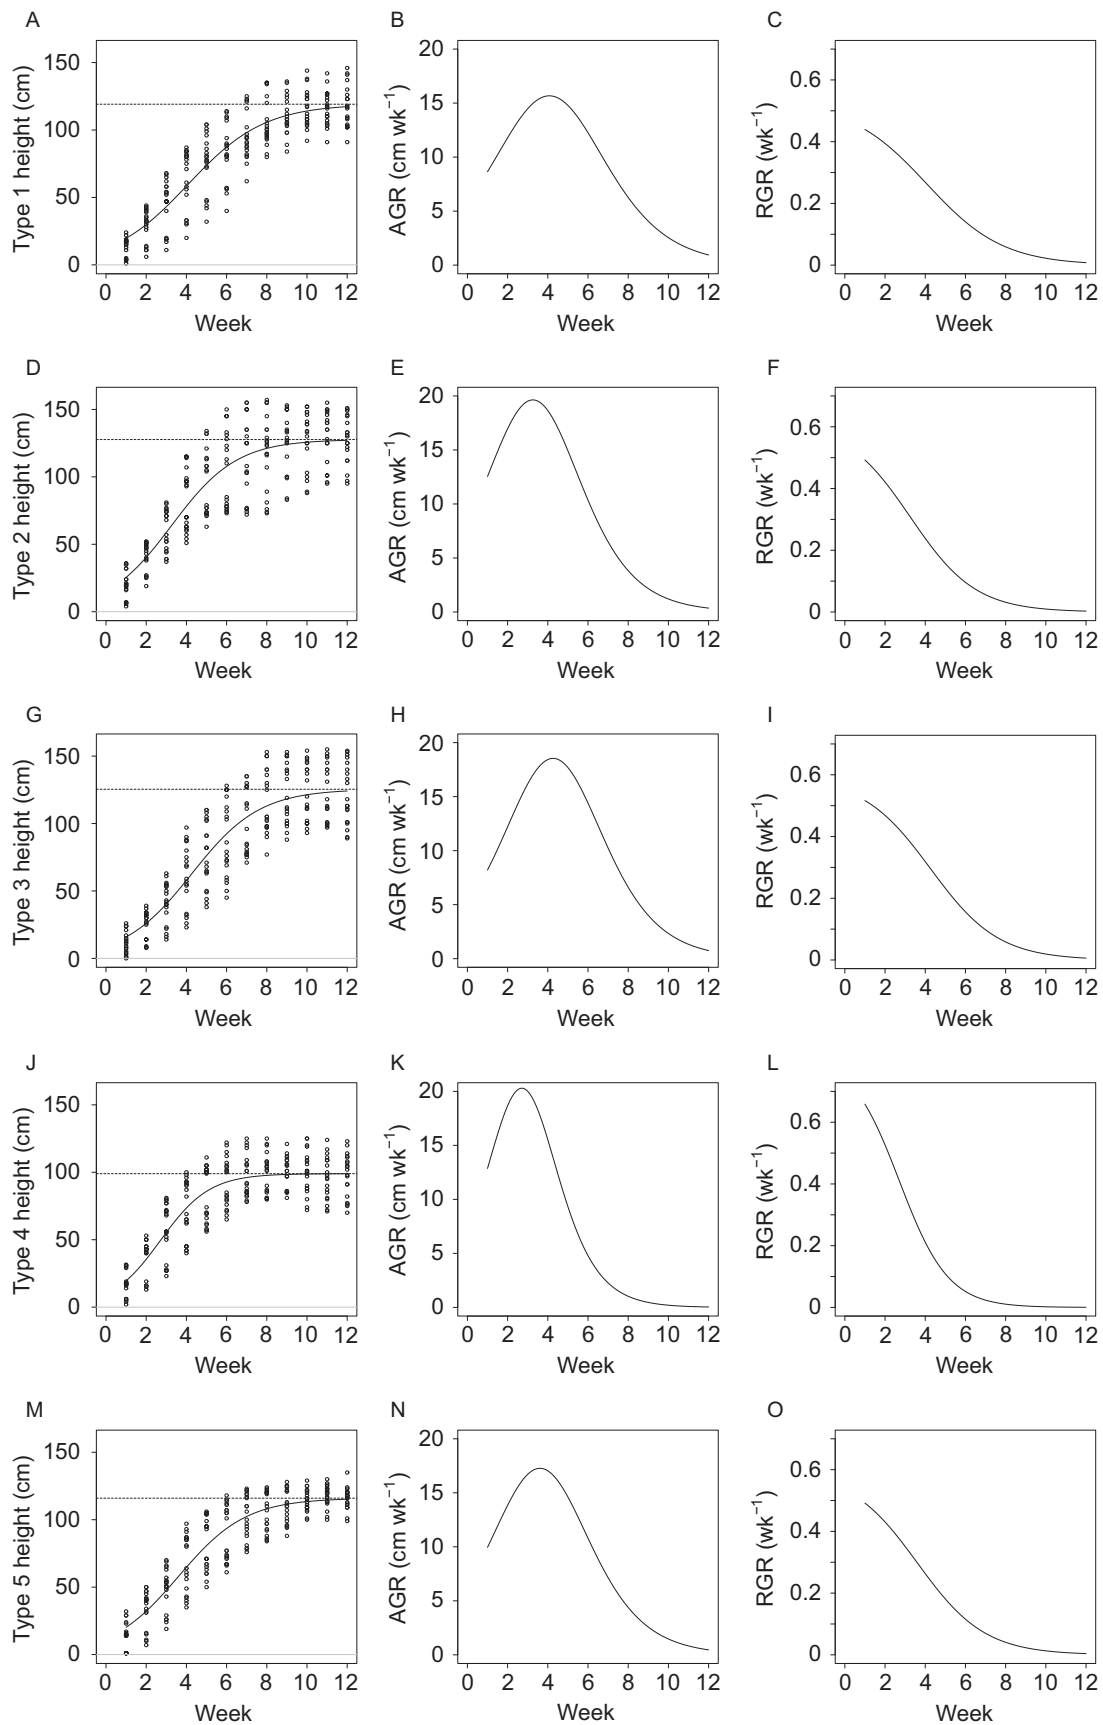 A
Type 1 height (cm)
150
100
50
0
0 2 4 6 8 10 12
Week
B
AGR (cm wk⁻¹)
20
15
10
5
0
0 2 4 6 8 10 12
Week
C
RGR (wk⁻¹)
0.6
0.4
0.2
0
0 2 4 6 8 10 12
Week
D
Type 2 height (cm)
150
100
50
0
0 2 4 6 8 10 12
Week
E
AGR (cm wk⁻¹)
20
15
10
5
0
0 2 4 6 8 10 12
Week
F
RGR (wk⁻¹)
0.6
0.4
0.2
0
0 2 4 6 8 10 12
Week
G
Type 3 height (cm)
150
100
50
0
0 2 4 6 8 10 12
Week
H
AGR (cm wk⁻¹)
20
15
10
5
0
0 2 4 6 8 10 12
Week
I
RGR (wk⁻¹)
0.6
0.4
0.2
0
0 2 4 6 8 10 12
Week
J
Type 4 height (cm)
150
100
50
0
0 2 4 6 8 10 12
Week
K
AGR (cm wk⁻¹)
20
15
10
5
0
0 2 4 6 8 10 12
Week
L
RGR (wk⁻¹)
0.6
0.4
0.2
0
0 2 4 6 8 10 12
Week
M
Type 5 height (cm)
150
100
50
0
0 2 4 6 8 10 12
Week
N
AGR (cm wk⁻¹)
20
15
10
5
0
0 2 4 6 8 10 12
Week
O
RGR (wk⁻¹)
0.6
0.4
0.2
0
0 2 4 6 8 10 12
Week